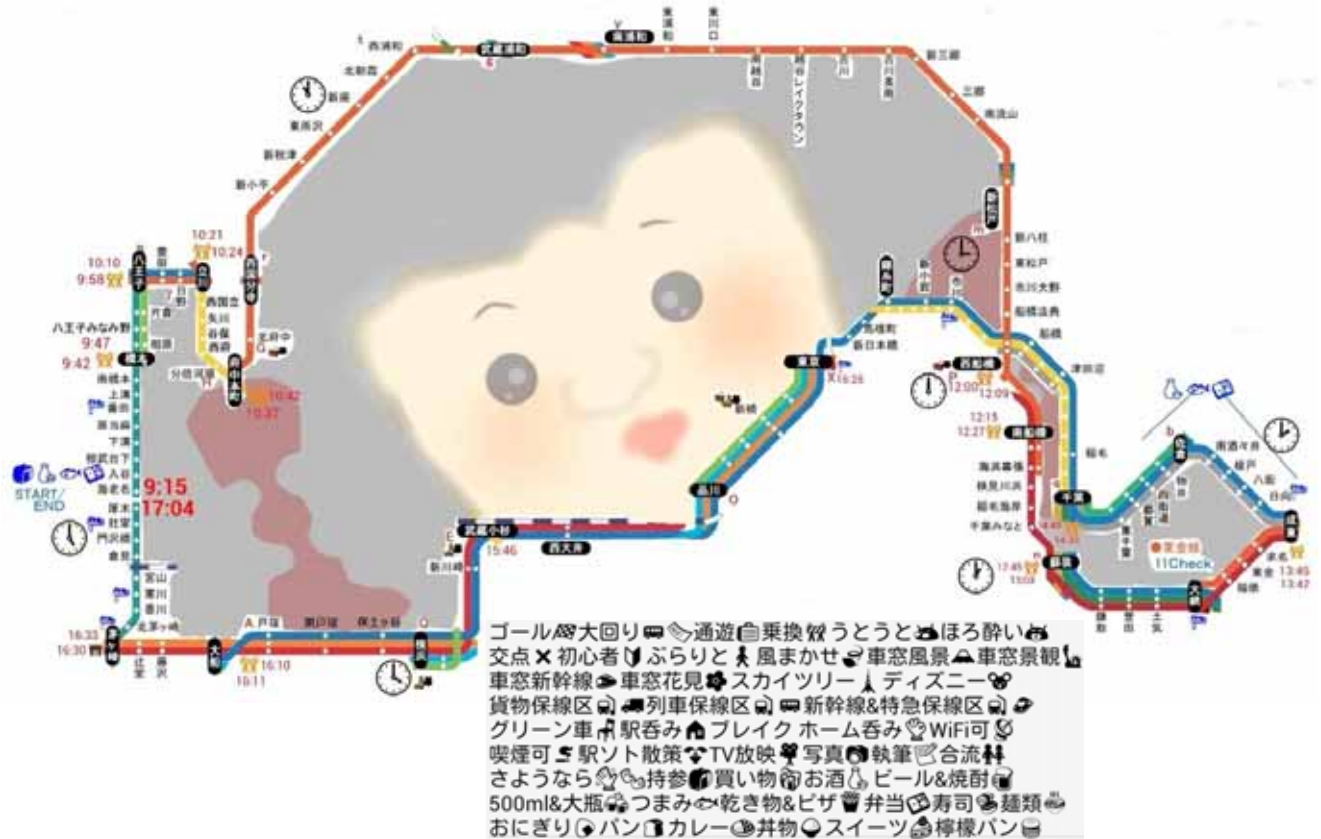 西浦和
武蔵浦和
南浦和
東浦和
東川口
南越谷
越谷レイクタウン
吉川
吉川美南
新三郷
三郷
南流山
北朝霞
新座
東所沢
新秋津
新小平
新松戸
新八柱
東松戸
市川大野
船橋法典
西船橋
船橋
津田沼
稲毛
10:21
10:24
10:10
9:58
八王子
豊田
日野
立川
西国立
矢川
谷保
西府
分倍河原
府中本町
西国分寺
北府中
10:42
10:37
片倉
八王子みなみ野
相原
9:47
9:42
橋本
南橋本
上溝
番田
原当麻
下溝
相武台下
入谷
海老名
厚木
社家
門沢橋
倉見
宮山
寒川
香川
北茅ヶ崎
START/
END
9:15
17:04
16:33
16:30
茅ヶ崎
辻堂
藤沢
大船
戸塚
東戸塚
保土ヶ谷
横浜
16:10
16:11
新川崎
武蔵小杉
15:46
西大井
品川
新橋
東京
新日本橋
馬喰町
錦糸町
新小岩
市川
12:00
12:09
12:15
12:27
南船橋
海浜幕張
検見川浜
稲毛海岸
千葉みなと
千葉
蘇我
東千葉
都賀
四街道
物井
佐倉
南酒々井
榎戸
八街
日向
成東
求名
東金
福俵
大網
土気
誉田
鎌取
13:45
13:47
東金線
11Check
ゴール大回り通遊乗換うとうとほろ酔い
交点初心者ぶらりと風まかせ車窓風景車窓景観
車窓新幹線車窓花見スカイツリーディズニー
貨物保線区列車保線区新幹線&特急保線区
グリーン車駅呑みブレイク ホーム呑みWiFi可
喫煙可駅ソト散策TV放映写真執筆合流
さようなら持参買い物お酒ビール&焼酎
500ml&大瓶つまみ乾き物&ピザ弁当寿司麺類
おにぎりパンカレー丼物スイーツ檸檬パン